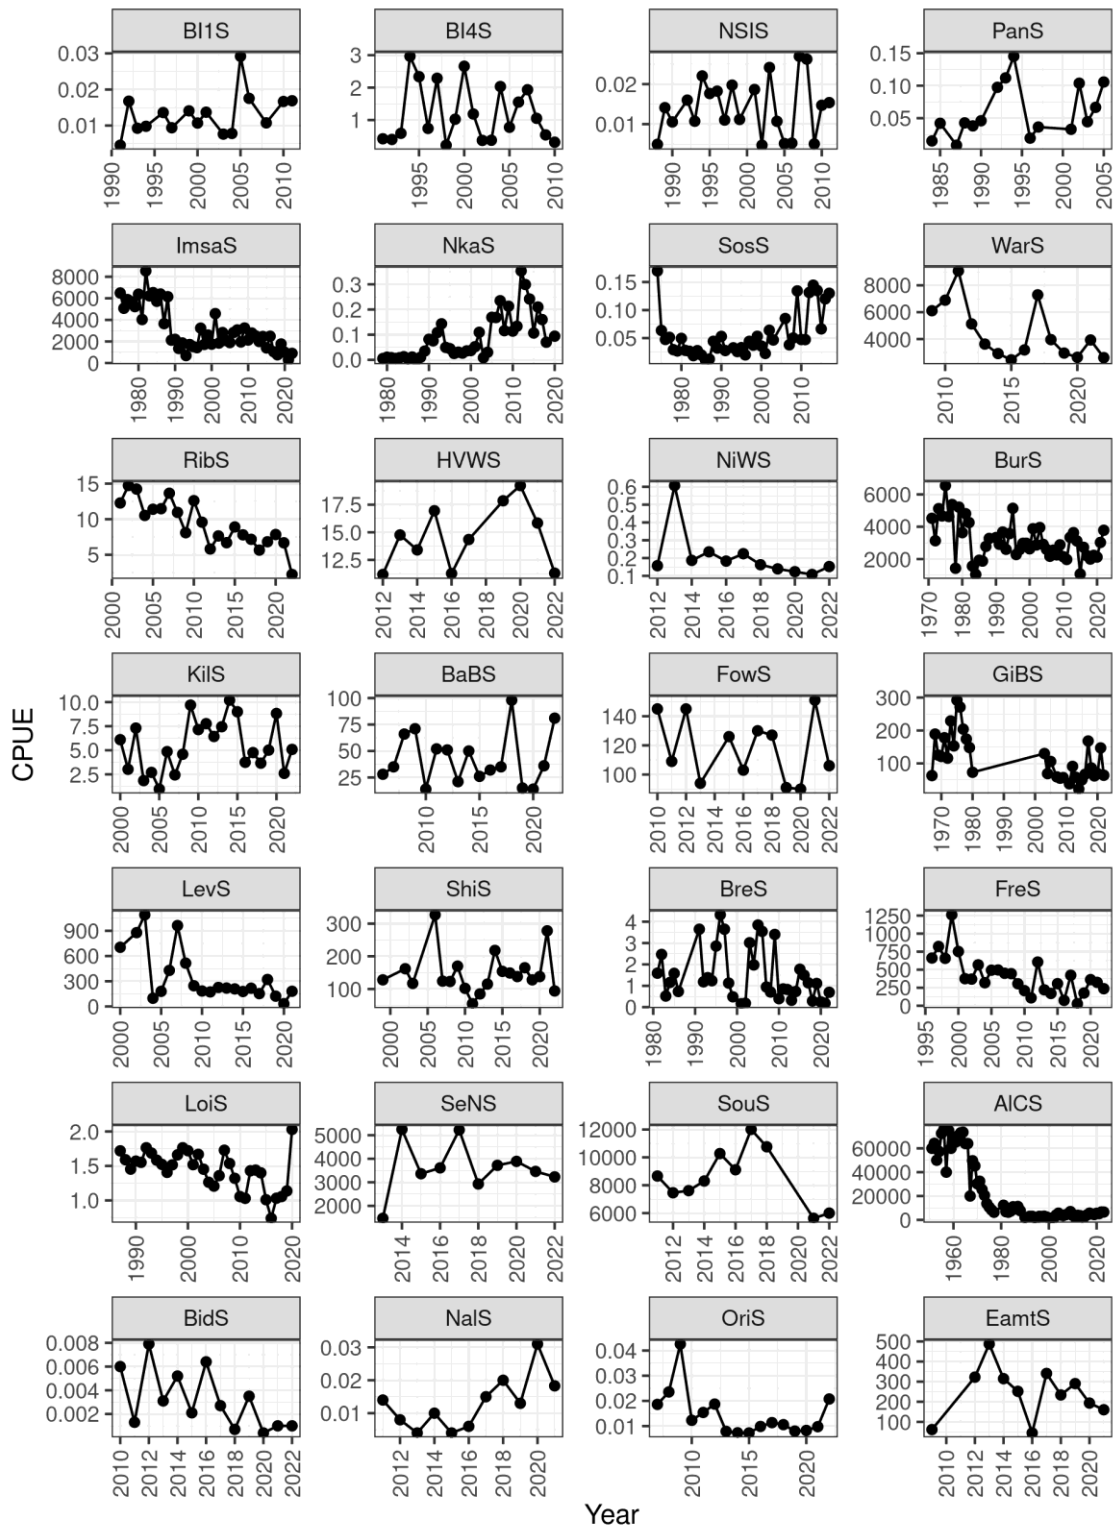 BI1S BI4S NSIS PanS
0.03 0.02 0.01
3 2 1
0.02 0.01
0.15 0.10 0.05
1990 1995 2000 2005 2010
1995 2000 2005 2010
1990 1995 2000 2005 2010
1985 1990 1995 2000 2005
ImsaS NkaS SosS WarS
8000 6000 4000 2000 0
0.3 0.2 0.1 0.0
0.15 0.10 0.05
8000 6000 4000
1980 1990 2000 2010 2020
1980 1990 2000 2010 2020
1980 1990 2000 2010
2010 2015 2020
RibS HVWS NiWS BurS
15 10 5
17.5 15.0 12.5
0.6 0.5 0.4 0.3 0.2 0.1
6000 4000 2000
2000 2005 2010 2015 2020
2012 2014 2016 2018 2020 2022
2012 2014 2016 2018 2020 2022
1970 1980 1990 2000 2010 2020
KilS BaBS FowS GiBS
10.0 7.5 5.0 2.5
100 75 50 25
140 120 100
300 200 100
2000 2005 2010 2015 2020
2010 2015 2020
2010 2012 2014 2016 2018 2020 2022
1970 1980 1990 2000 2010 2020
CPUE
LevS ShiS BreS FreS
900 600 300 0
300 200 100
4 3 2 1 0
1250 1000 750 500 250 0
2000 2005 2010 2015 2020
2000 2005 2010 2015 2020
1980 1990 2000 2010 2020
1995 2000 2005 2010 2015 2020
LoiS SeNS SouS AlCS
2.0 1.5 1.0
5000 4000 3000 2000
12000 10000 8000 6000
60000 40000 20000 0
1990 2000 2010 2020
2014 2016 2018 2020 2022
2012 2014 2016 2018 2020 2022
1960 1980 2000 2020
BidS NalS OriS EamtS
0.008 0.006 0.004 0.002
0.03 0.02 0.01
0.04 0.03 0.02 0.01
500 400 300 200 100
2010 2012 2014 2016 2018 2020 2022
2012 2014 2016 2018 2020
2010 2015 2020
2010 2012 2014 2016 2018 2020
Year